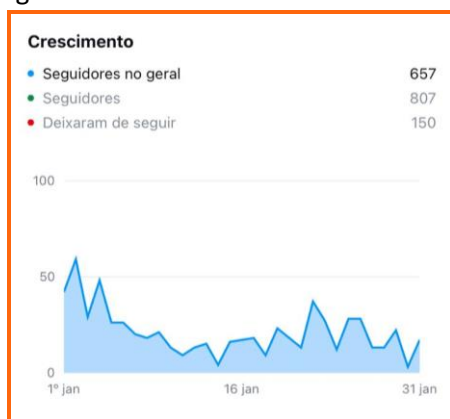 Crescimento
Seguidores no geral 657
Seguidores 807
Deixaram de seguir 150
100
50
0
1º jan 16 jan 31 jan